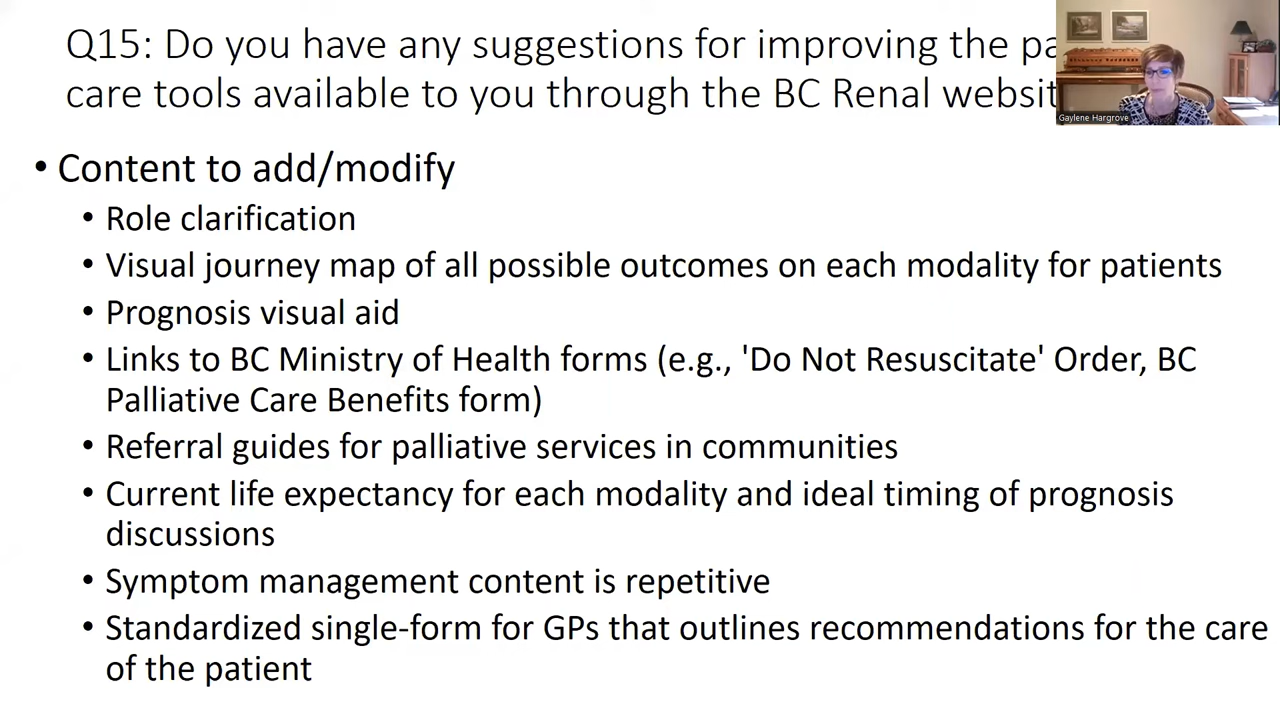 Q15: Do you have any suggestions for improving the
care tools available to you through the BC Renal
Gaylene Hargrove
• Content to add/modify
• Role clarification
• Visual journey map of all possible outcomes on each modality for patients
• Prognosis visual aid
• Links to BC Ministry of Health forms (e.g., 'Do Not Resuscitate' Order, BC
Palliative Care Benefits form)
• Referral guides for palliative services in communities
• Current life expectancy for each modality and ideal timing of prognosis
discussions
• Symptom management content is repetitive
• Standardized single-form for GPs that outlines recommendations for the care
of the patient